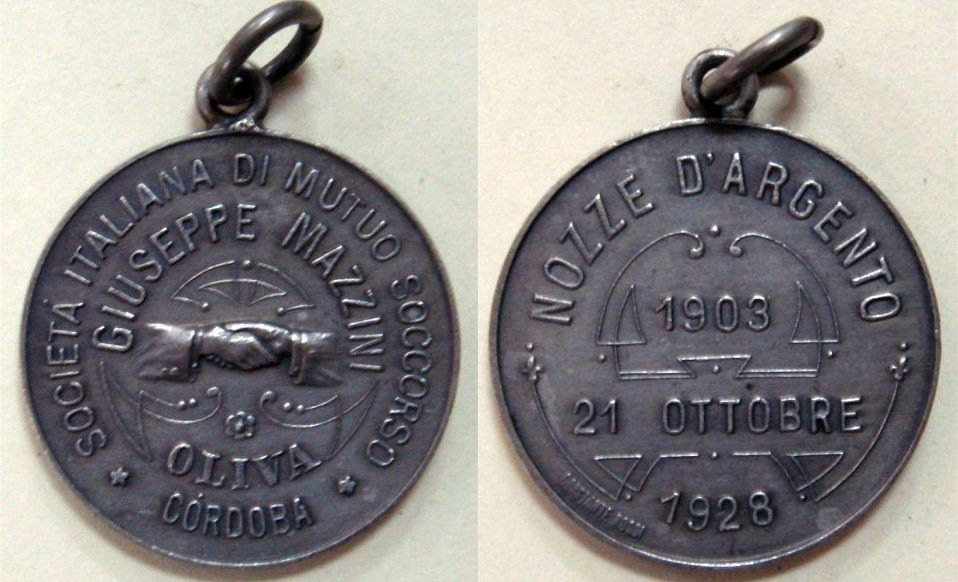 SOCIETÁ ITALIANA DI MUTUO SOCCORSO
GIUSEPPE MAZZINI
OLIVA
CÓRDOBA
NOZZE D'ARGENTO
1903
21 OTTOBRE
1928